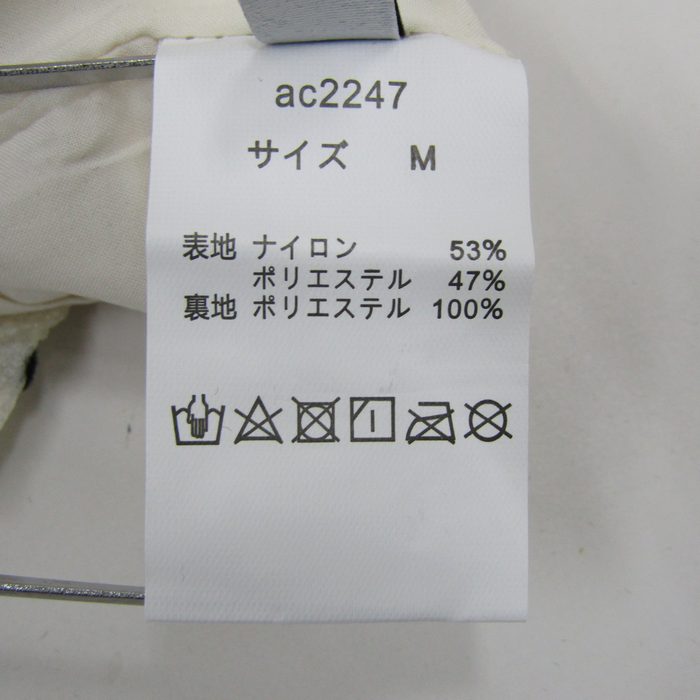 ac2247
サイズ M
表地 ナイロン 53%
ポリエステル 47%
裏地 ポリエステル 100%